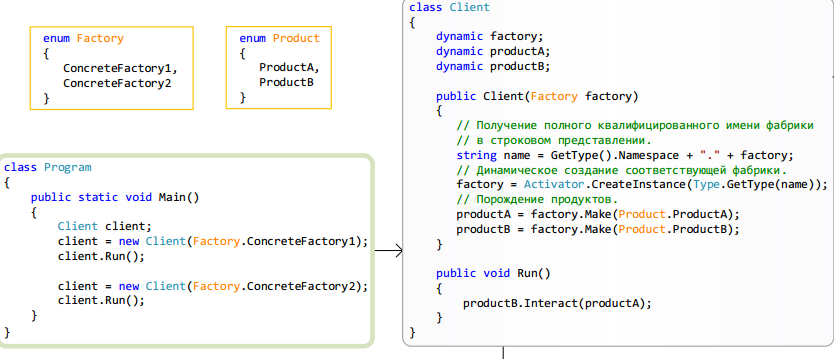 enum Factory
{
ConcreteFactory1,
ConcreteFactory2
}
enum Product
{
ProductA,
ProductB
}
class Program
{
public static void Main()
{
Client client;
client = new Client(Factory.ConcreteFactory1);
client.Run();
client = new Client(Factory.ConcreteFactory2);
client.Run();
}
}
class Client
{
dynamic factory;
dynamic productA;
dynamic productB;
public Client(Factory factory)
{
// Получение полного квалифицированного имени фабрики
// в строковом представлении.
string name = GetType().Namespace + "." + factory;
// Динамическое создание соответствующей фабрики.
factory = Activator.CreateInstance(Type.GetType(name));
// Порождение продуктов.
productA = factory.Make(Product.ProductA);
productB = factory.Make(Product.ProductB);
}
public void Run()
{
productB.Interact(productA);
}
}